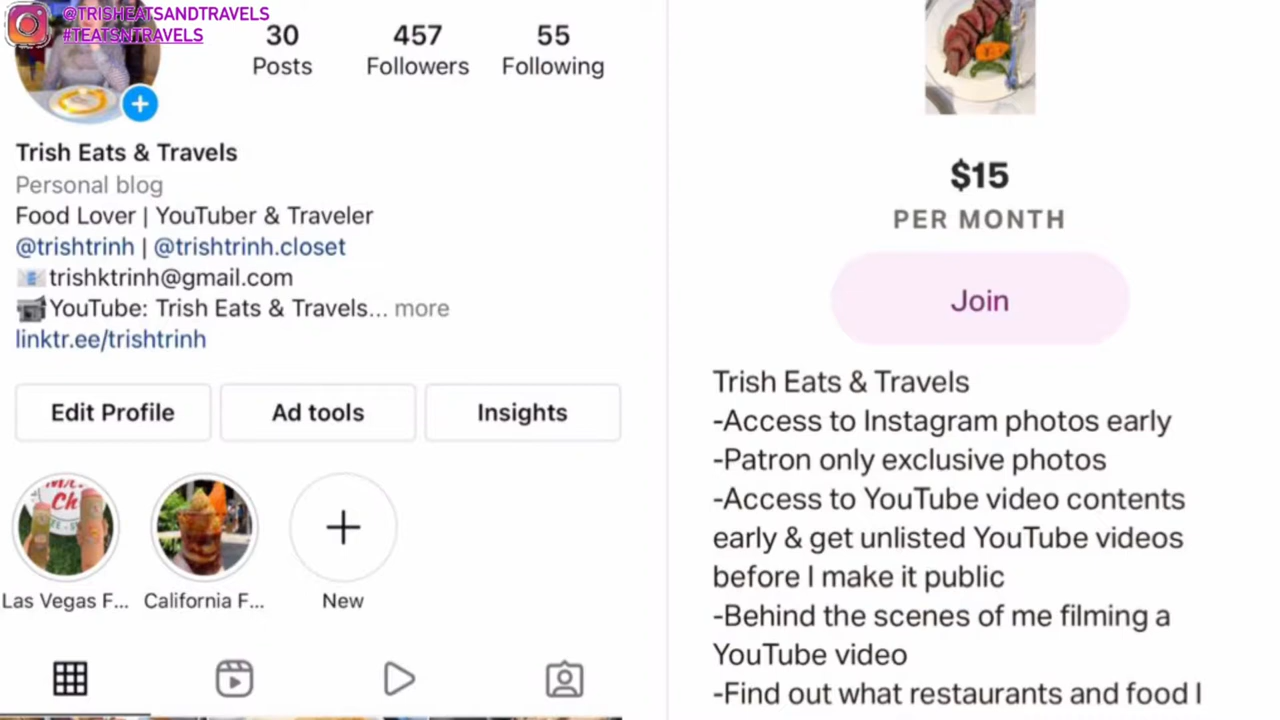 @TRISHEATSANDTRAVELS
#TEATSNTRAVELS
30 457 55
Posts Followers Following
Trish Eats & Travels
Personal blog
Food Lover | YouTuber & Traveler
@trishtrinh | @trishtrinh.closet
trishktrinh@gmail.com
YouTube: Trish Eats & Travels... more
linktr.ee/trishtrinh
Edit Profile Ad tools Insights
Las Vegas F... California F... New
$15
PER MONTH
Join
Trish Eats & Travels
-Access to Instagram photos early
-Patron only exclusive photos
-Access to YouTube video contents
early & get unlisted YouTube videos
before I make it public
-Behind the scenes of me filming a
YouTube video
-Find out what restaurants and food I